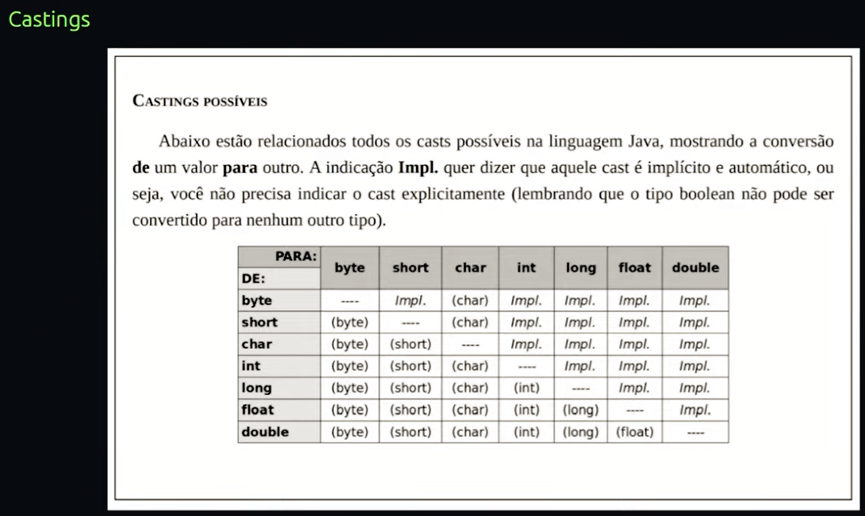 Castings
CASTINGS POSSÍVEIS
Abaixo estão relacionados todos os casts possíveis na linguagem Java, mostrando a conversão
de um valor para outro. A indicação Impl. quer dizer que aquele cast é implícito e automático, ou
seja, você não precisa indicar o cast explicitamente (lembrando que o tipo boolean não pode ser
convertido para nenhum outro tipo).
PARA: byte short char int long float double
DE:
byte ---- Impl. (char) Impl. Impl. Impl. Impl.
short (byte) ---- (char) Impl. Impl. Impl. Impl.
char (byte) (short) ---- Impl. Impl. Impl. Impl.
int (byte) (short) (char) ---- Impl. Impl. Impl.
long (byte) (short) (char) (int) ---- Impl. Impl.
float (byte) (short) (char) (int) (long) ---- Impl.
double (byte) (short) (char) (int) (long) (float) ----